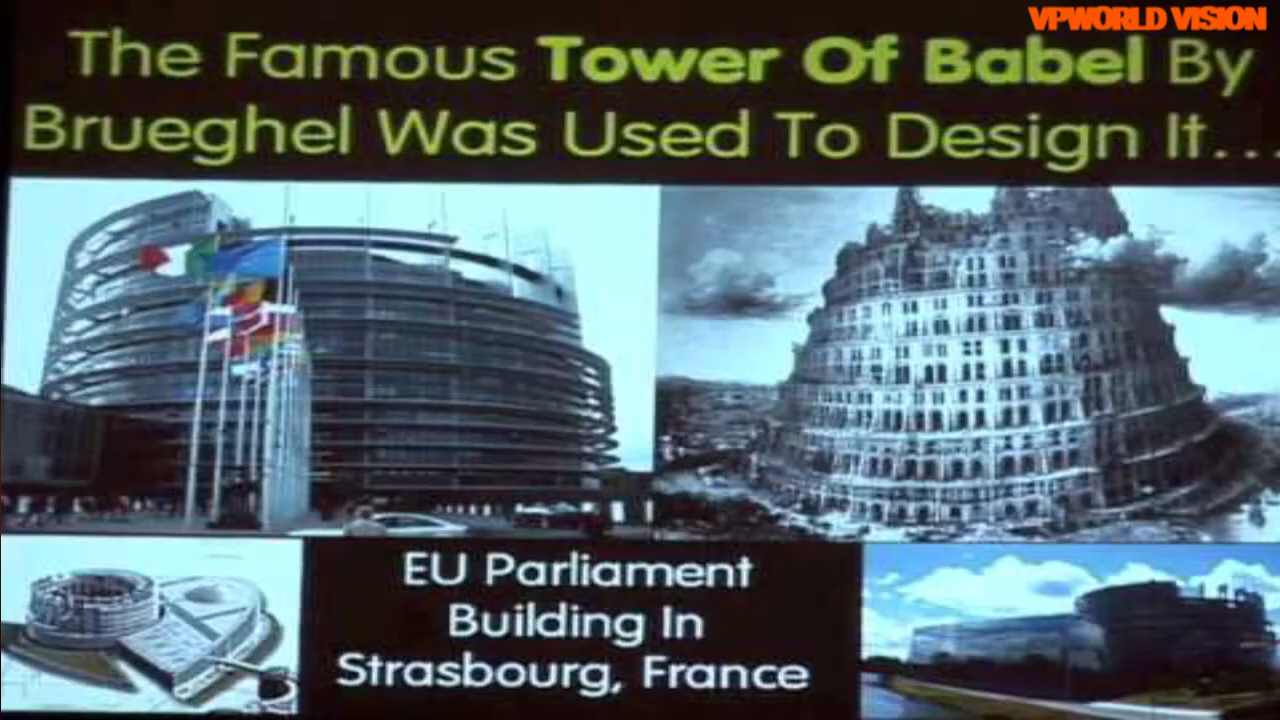 VPWORLD VISION
The Famous Tower Of Babel By
Brueghel Was Used To Design It...
EU Parliament
Building In
Strasbourg, France